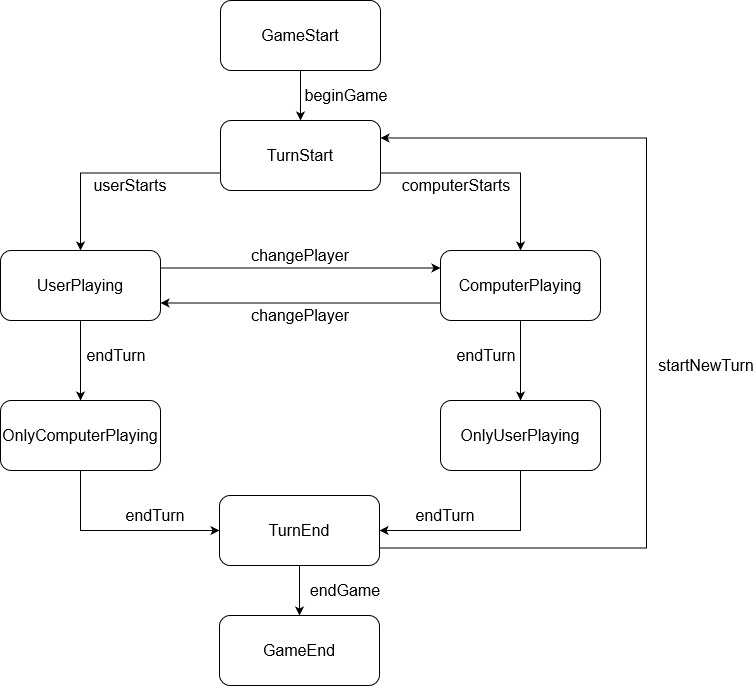 GameStart
beginGame
TurnStart
userStarts
computerStarts
changePlayer
UserPlaying
ComputerPlaying
changePlayer
endTurn
endTurn
startNewTurn
OnlyComputerPlaying
OnlyUserPlaying
endTurn
endTurn
TurnEnd
endGame
GameEnd